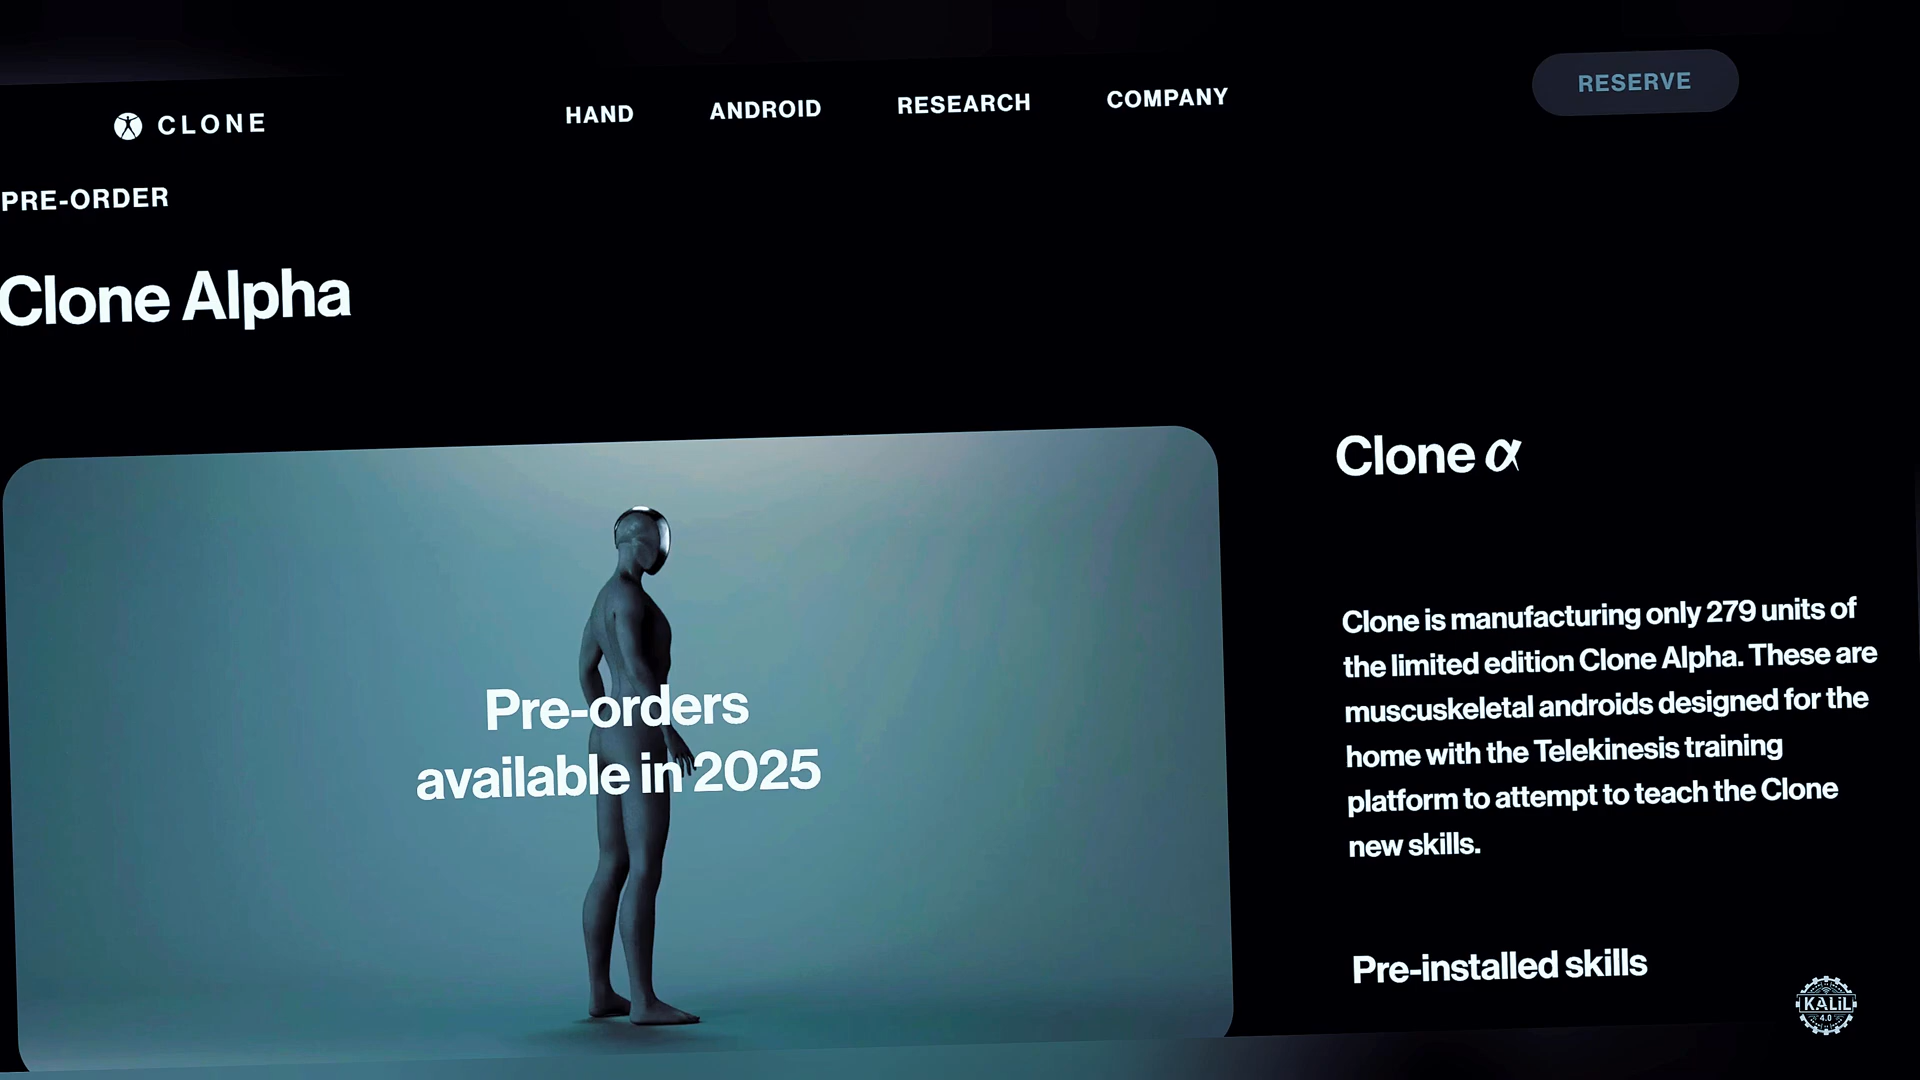 CLONE
HAND
ANDROID
RESEARCH
COMPANY
RESERVE
PRE-ORDER
Clone Alpha
Pre-orders
available in 2025
Clone α
Clone is manufacturing only 279 units of
the limited edition Clone Alpha. These are
muscuskeletal androids designed for the
home with the Telekinesis training
platform to attempt to teach the Clone
new skills.
Pre-installed skills
KALiL
4.0